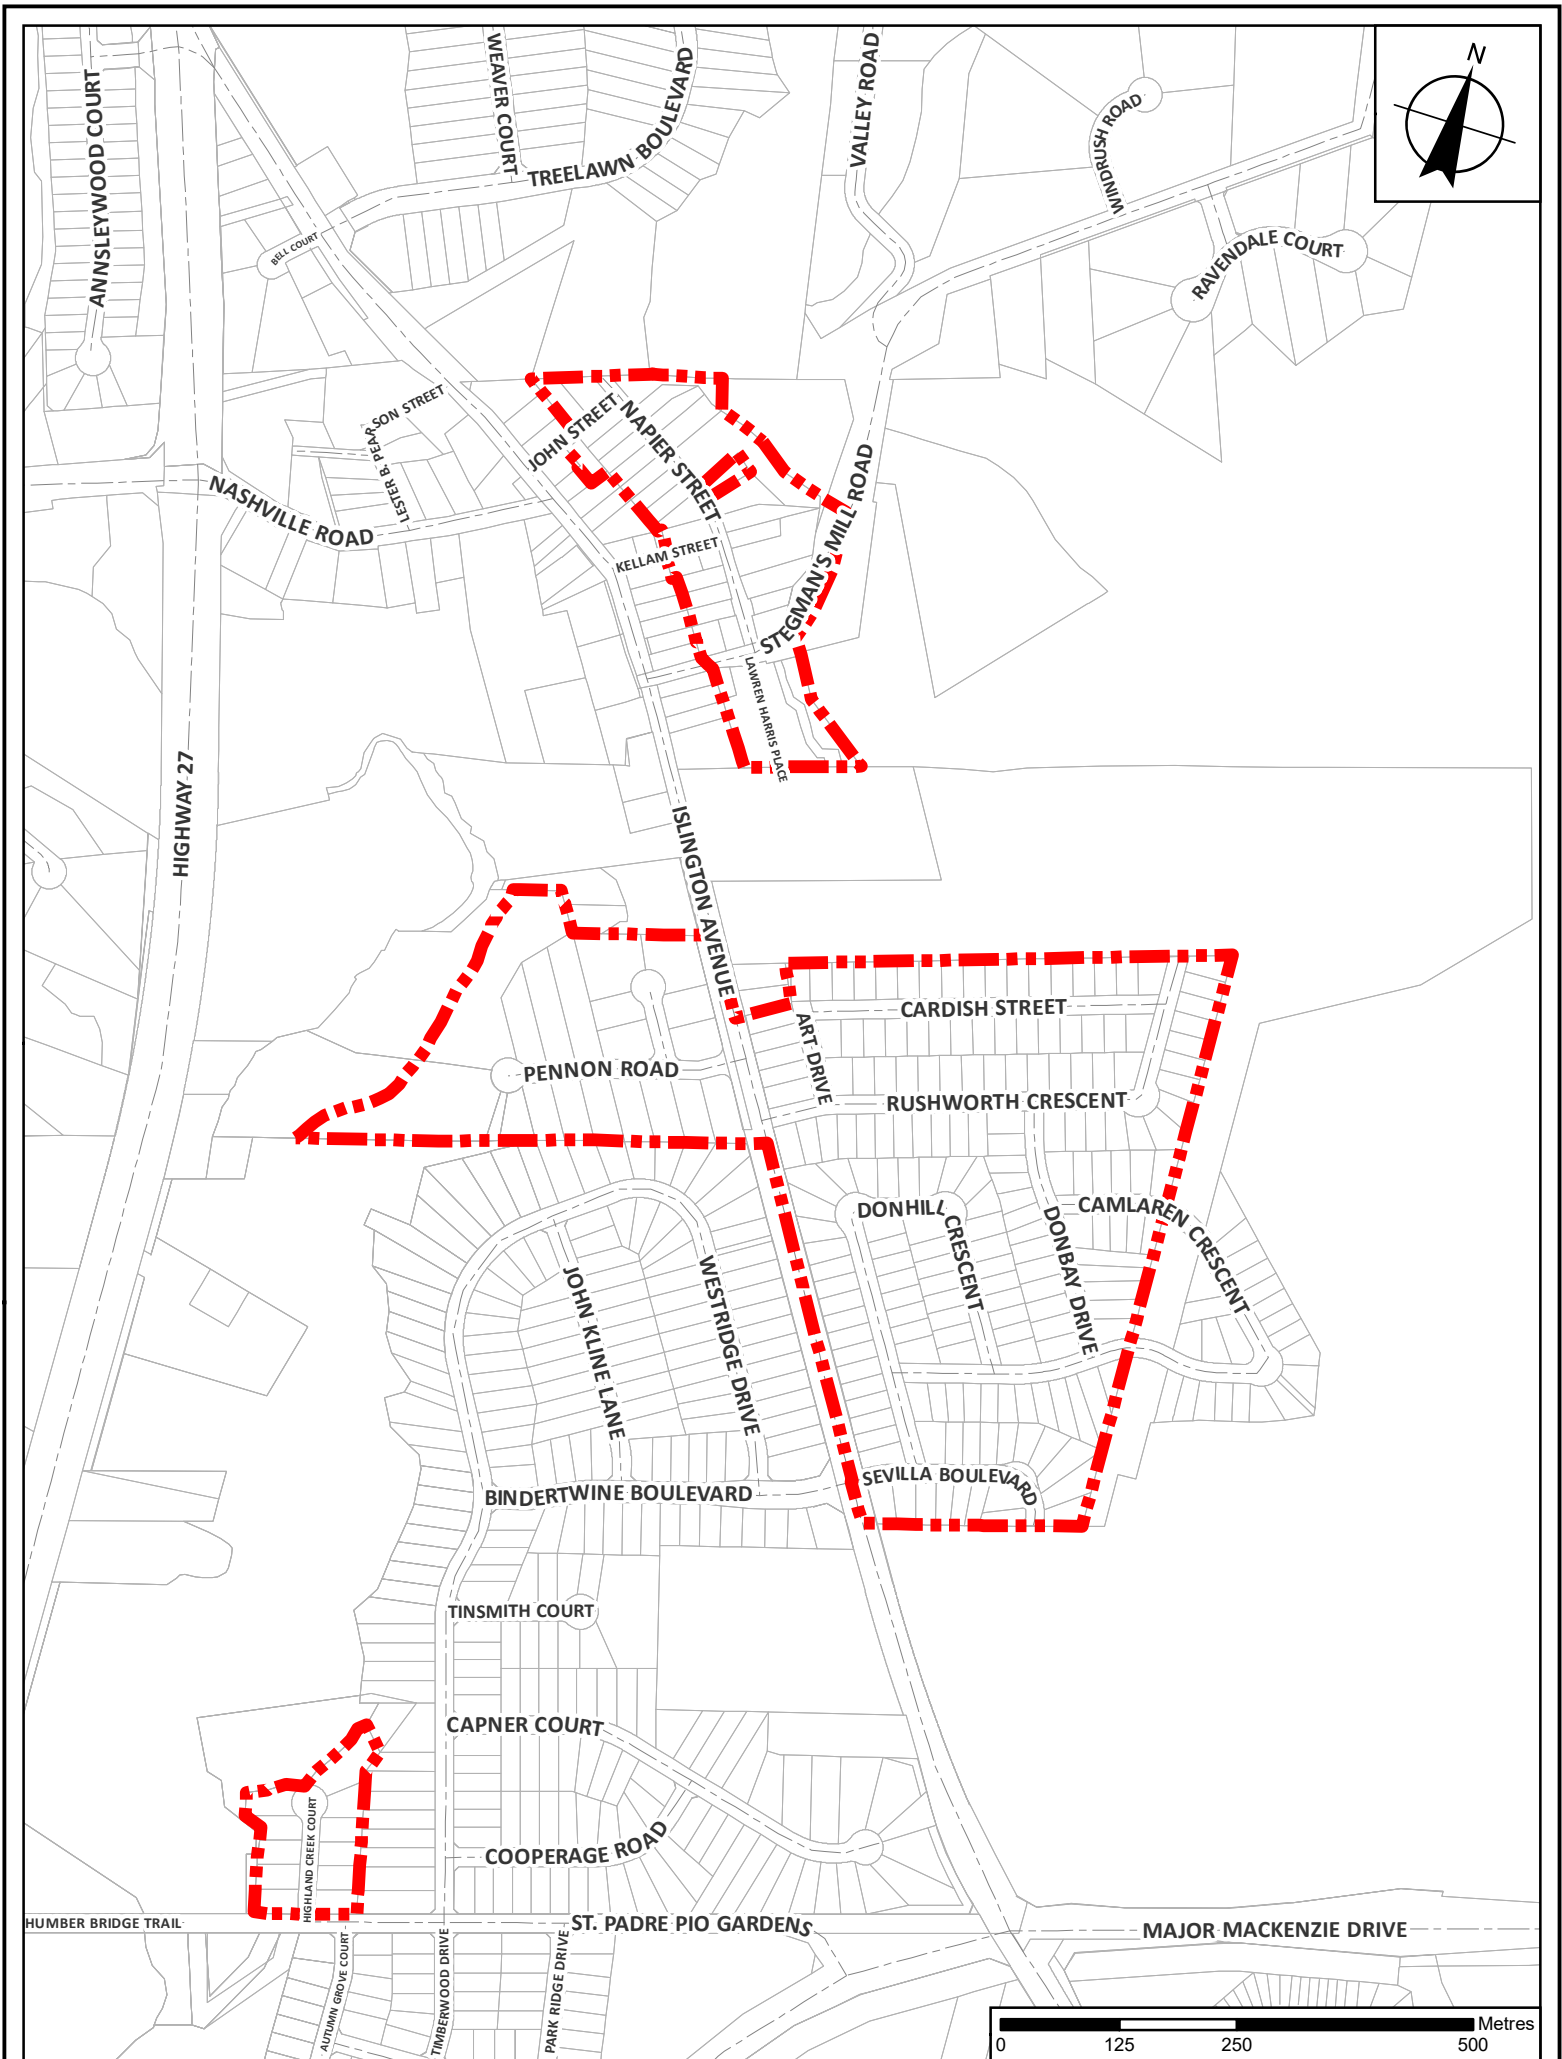 N
WEAVER COURT
TREELAWN BOULEVARD
VALLEY ROAD
WINDRUSH ROAD
RAVENDALE COURT
ANNSLEYWOOD COURT
BELL COURT
LESTER B. PEARSON STREET
JOHN STREET
NAPIER STREET
NASHVILLE ROAD
KELLAM STREET
STEGMAN'S MILL ROAD
LAWREN HARRIS PLACE
HIGHWAY 27
ISLINGTON AVENUE
CARDISH STREET
ART DRIVE
PENNON ROAD
RUSHWORTH CRESCENT
DONHILL CRESCENT
DONBAY DRIVE
CAMLAREN CRESCENT
JOHN KLINE LANE
WESTRIDGE DRIVE
SEVILLA BOULEVARD
BINDERTWINE BOULEVARD
TINSMITH COURT
CAPNER COURT
COOPERAGE ROAD
HIGHLAND CREEK COURT
HUMBER BRIDGE TRAIL
ST. PADRE PIO GARDENS
MAJOR MACKENZIE DRIVE
AUTUMN GROVE COURT
TIMBERWOOD DRIVE
PARK RIDGE DRIVE
Metres
0 125 250 500